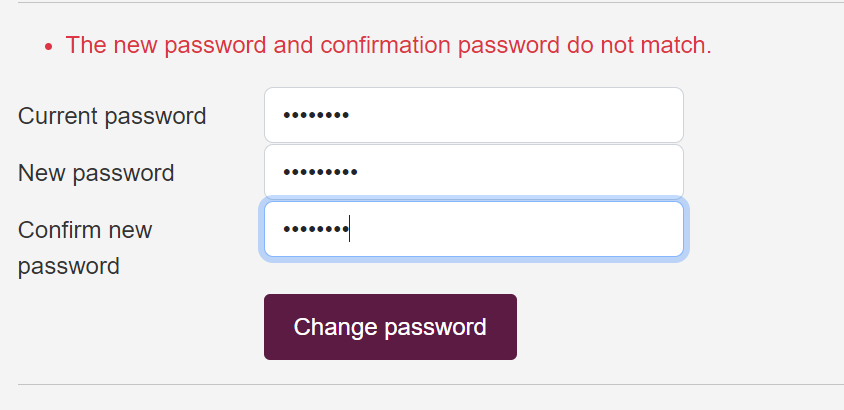 • The new password and confirmation password do not match.
Current password ••••••••
New password •••••••••
Confirm new ••••••••
password
Change password